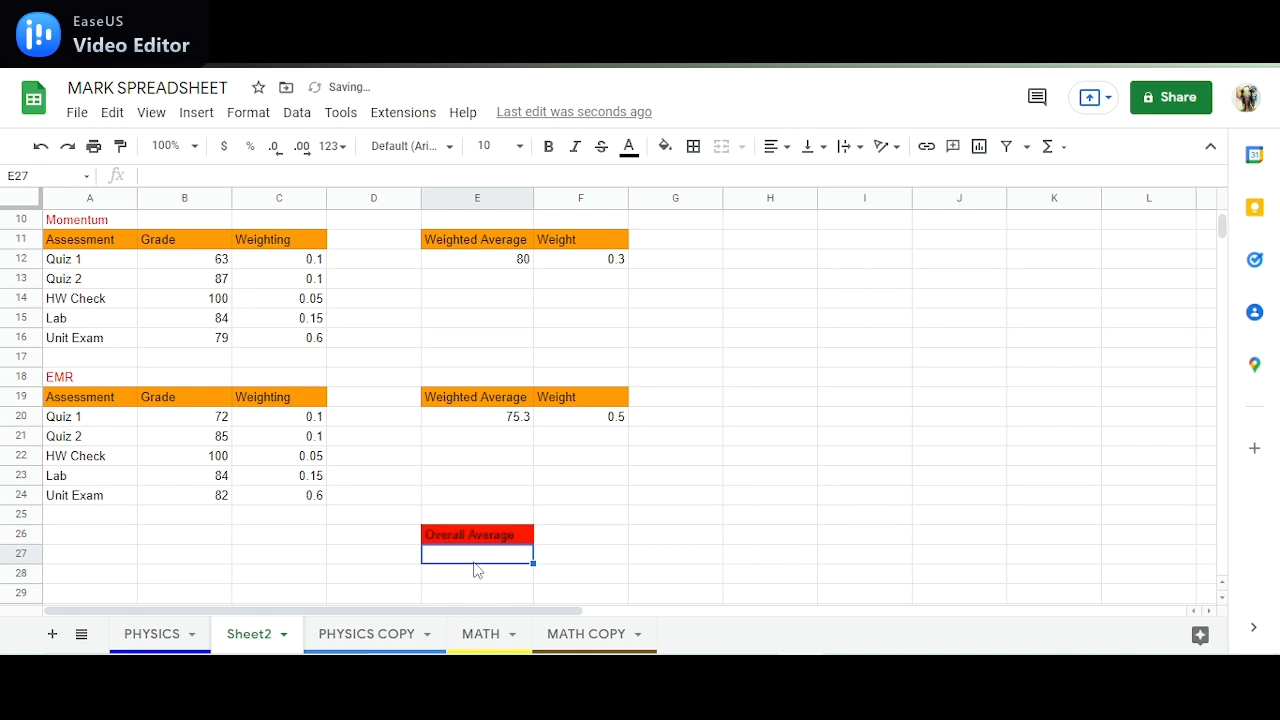 EaseUS
Video Editor
MARK SPREADSHEET Saving...
Share
File Edit View Insert Format Data Tools Extensions Help Last edit was seconds ago
100% $ % .0 .00 123 Default (Ari... 10 B I S A
31
E27 fx
A B C D E F G H I J K L
10 Momentum
11 Assessment Grade Weighting Weighted Average Weight
12 Quiz 1 63 0.1 80 0.3
13 Quiz 2 87 0.1
14 HW Check 100 0.05
15 Lab 84 0.15
16 Unit Exam 79 0.6
17
18 EMR
19 Assessment Grade Weighting Weighted Average Weight
20 Quiz 1 72 0.1 75.3 0.5
21 Quiz 2 85 0.1
22 HW Check 100 0.05
23 Lab 84 0.15
24 Unit Exam 82 0.6
25
26 Overall Average
27
28
29
PHYSICS Sheet2 PHYSICS COPY MATH MATH COPY